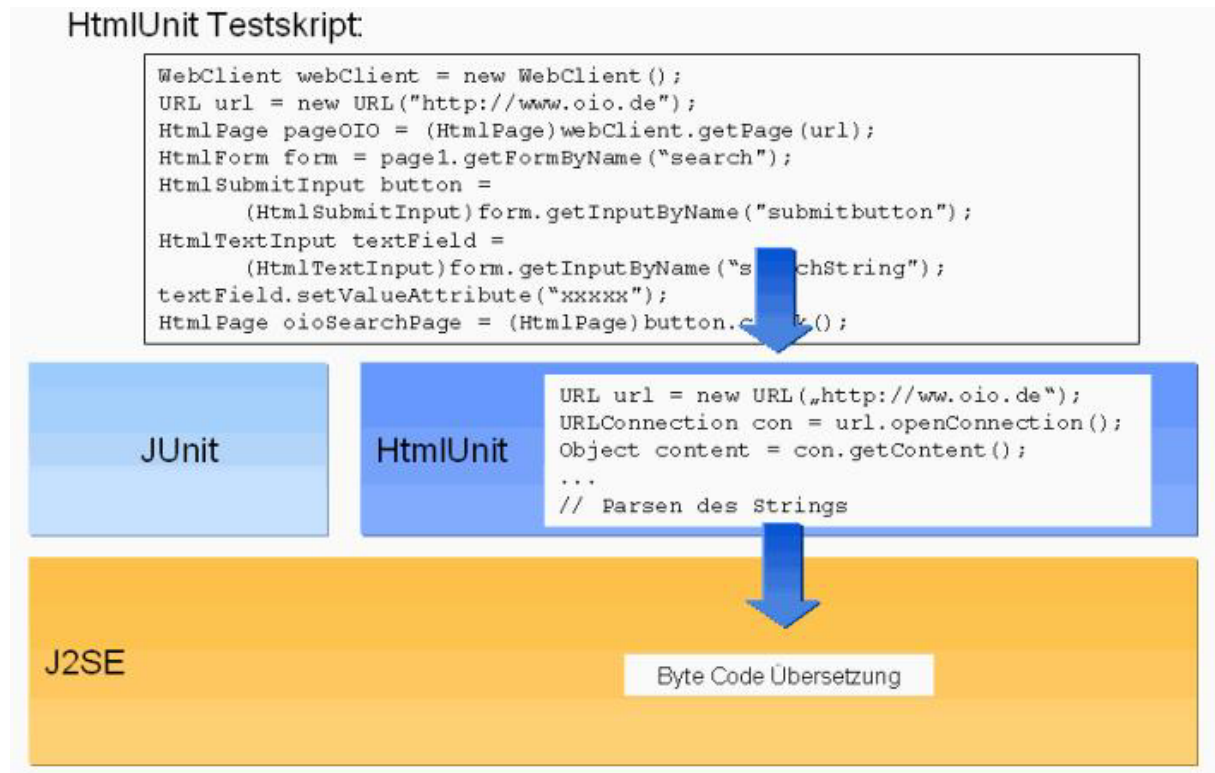 HtmlUnit Testskript:
WebClient webClient = new WebClient();
URL url = new URL("http://www.oio.de");
HtmlPage pageOIO = (HtmlPage)webClient.getPage(url);
HtmlForm form = page1.getFormByName(“search");
HtmlSubmitInput button =
(HtmlSubmitInput)form.getInputByName("submitbutton");
HtmlTextInput textField =
(HtmlTextInput)form.getInputByName(“s chString");
textField.setValueAttribute(“xxxxx");
HtmlPage oioSearchPage = (HtmlPage)button.c k();
JUnit
HtmlUnit
URL url = new URL(„http://ww.oio.de“);
URLConnection con = url.openConnection();
Object content = con.getContent();
...
// Parsen des Strings
J2SE
Byte Code Übersetzung